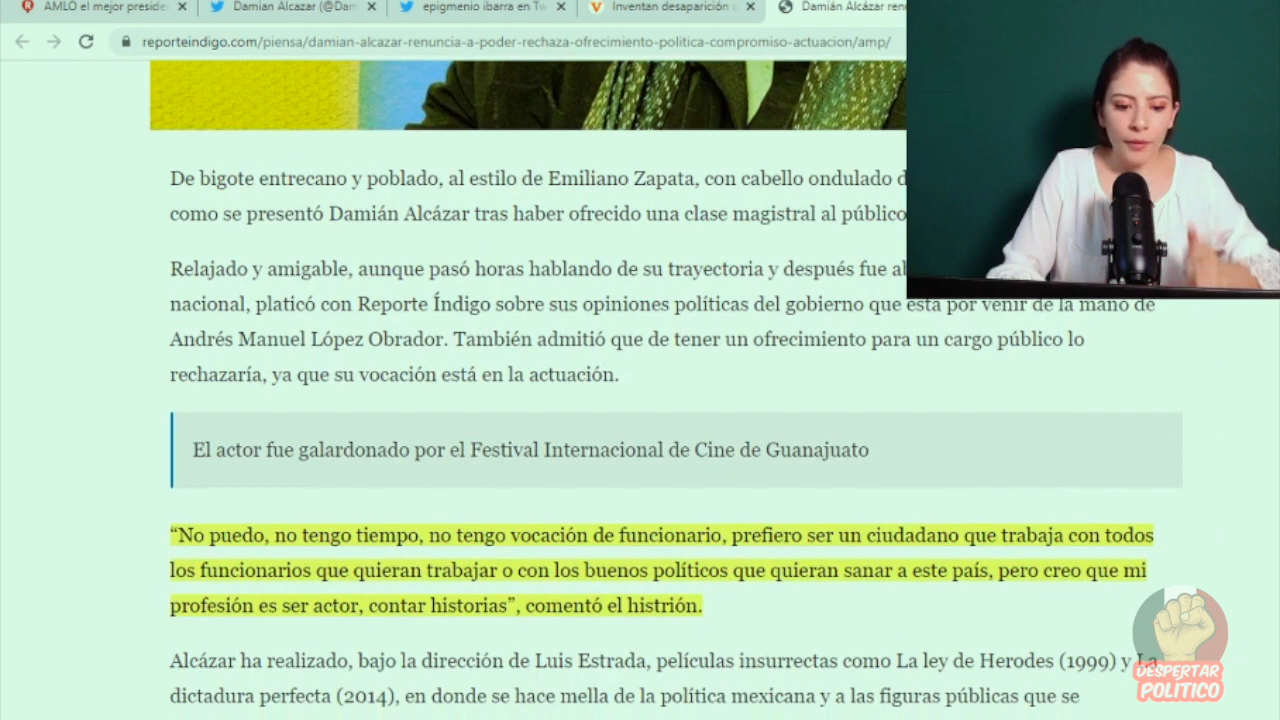 AMLO el mejor preside
Damian Alcazar (@Dam
epigmenio ibarra en Tw
Inventan desaparición d
Damián Alcázar renu
reporteindigo.com/piensa/damian-alcazar-renuncia-a-poder-rechaza-ofrecimiento-politica-compromiso-actuacion/amp/
De bigote entrecano y poblado, al estilo de Emiliano Zapata, con cabello ondulado d
como se presentó Damián Alcázar tras haber ofrecido una clase magistral al público
Relajado y amigable, aunque pasó horas hablando de su trayectoria y después fue al
nacional, platicó con Reporte Índigo sobre sus opiniones políticas del gobierno que está por venir de la mano de
Andrés Manuel López Obrador. También admitió que de tener un ofrecimiento para un cargo público lo
rechazaría, ya que su vocación está en la actuación.
El actor fue galardonado por el Festival Internacional de Cine de Guanajuato
“No puedo, no tengo tiempo, no tengo vocación de funcionario, prefiero ser un ciudadano que trabaja con todos
los funcionarios que quieran trabajar o con los buenos políticos que quieran sanar a este país, pero creo que mi
profesión es ser actor, contar historias”, comentó el histrión.
Alcázar ha realizado, bajo la dirección de Luis Estrada, películas insurrectas como La ley de Herodes (1999) y La
dictadura perfecta (2014), en donde se hace mella de la política mexicana y a las figuras públicas que se
DESPERTAR
POLITICO